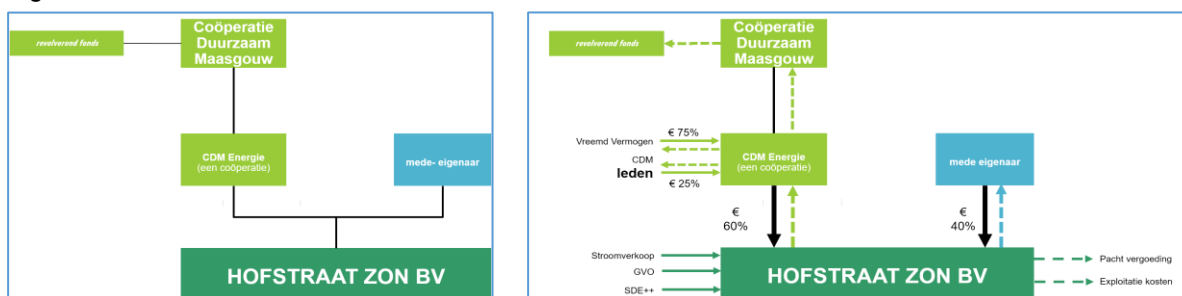 Coöperatie
Duurzaam
Maasgouw
revolverend fonds
CDM Energie
(een coöperatie)
mede- eigenaar
HOFSTRAAT ZON BV
Coöperatie
Duurzaam
Maasgouw
revolverend fonds
Vreemd Vermogen
€ 75%
CDM
leden
€ 25%
CDM Energie
(een coöperatie)
mede eigenaar
€
60%
€
40%
Stroomverkoop
GVO
SDE++
HOFSTRAAT ZON BV
Pacht vergoeding
Exploitatie kosten